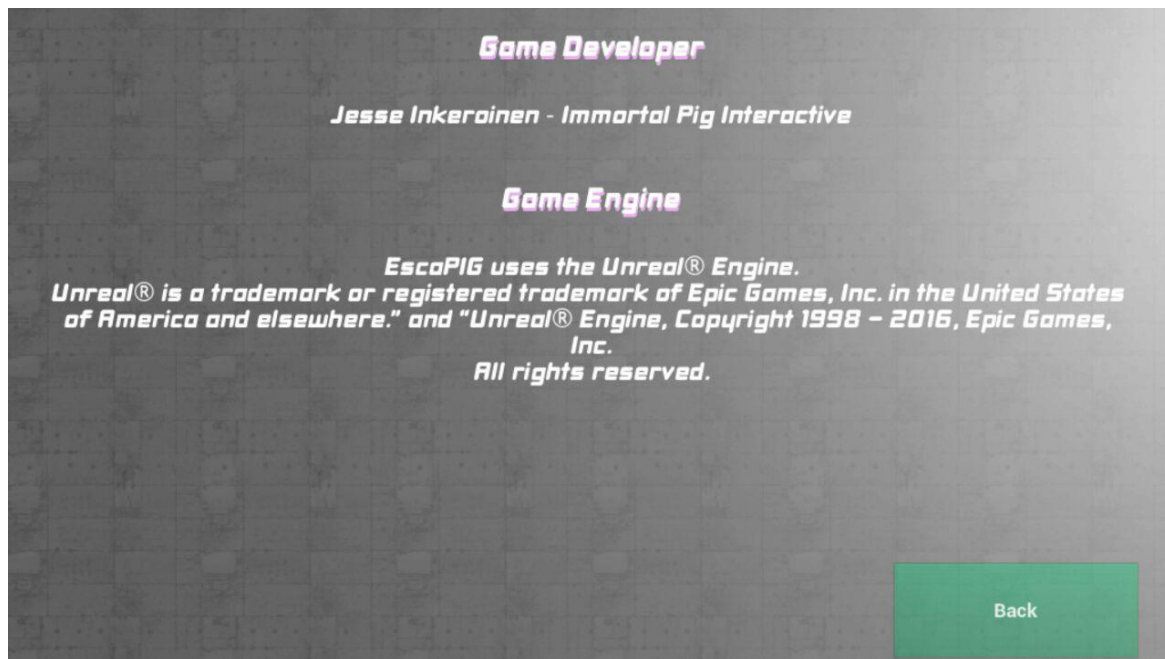 Game Developer
Jesse Inkeroinen - Immortal Pig Interactive
Game Engine
EscaPIG uses the Unreal® Engine.
Unreal® is a trademark or registered trademark of Epic Games, Inc. in the United States
of America and elsewhere." and "Unreal® Engine, Copyright 1998 – 2016, Epic Games,
Inc.
All rights reserved.
Back